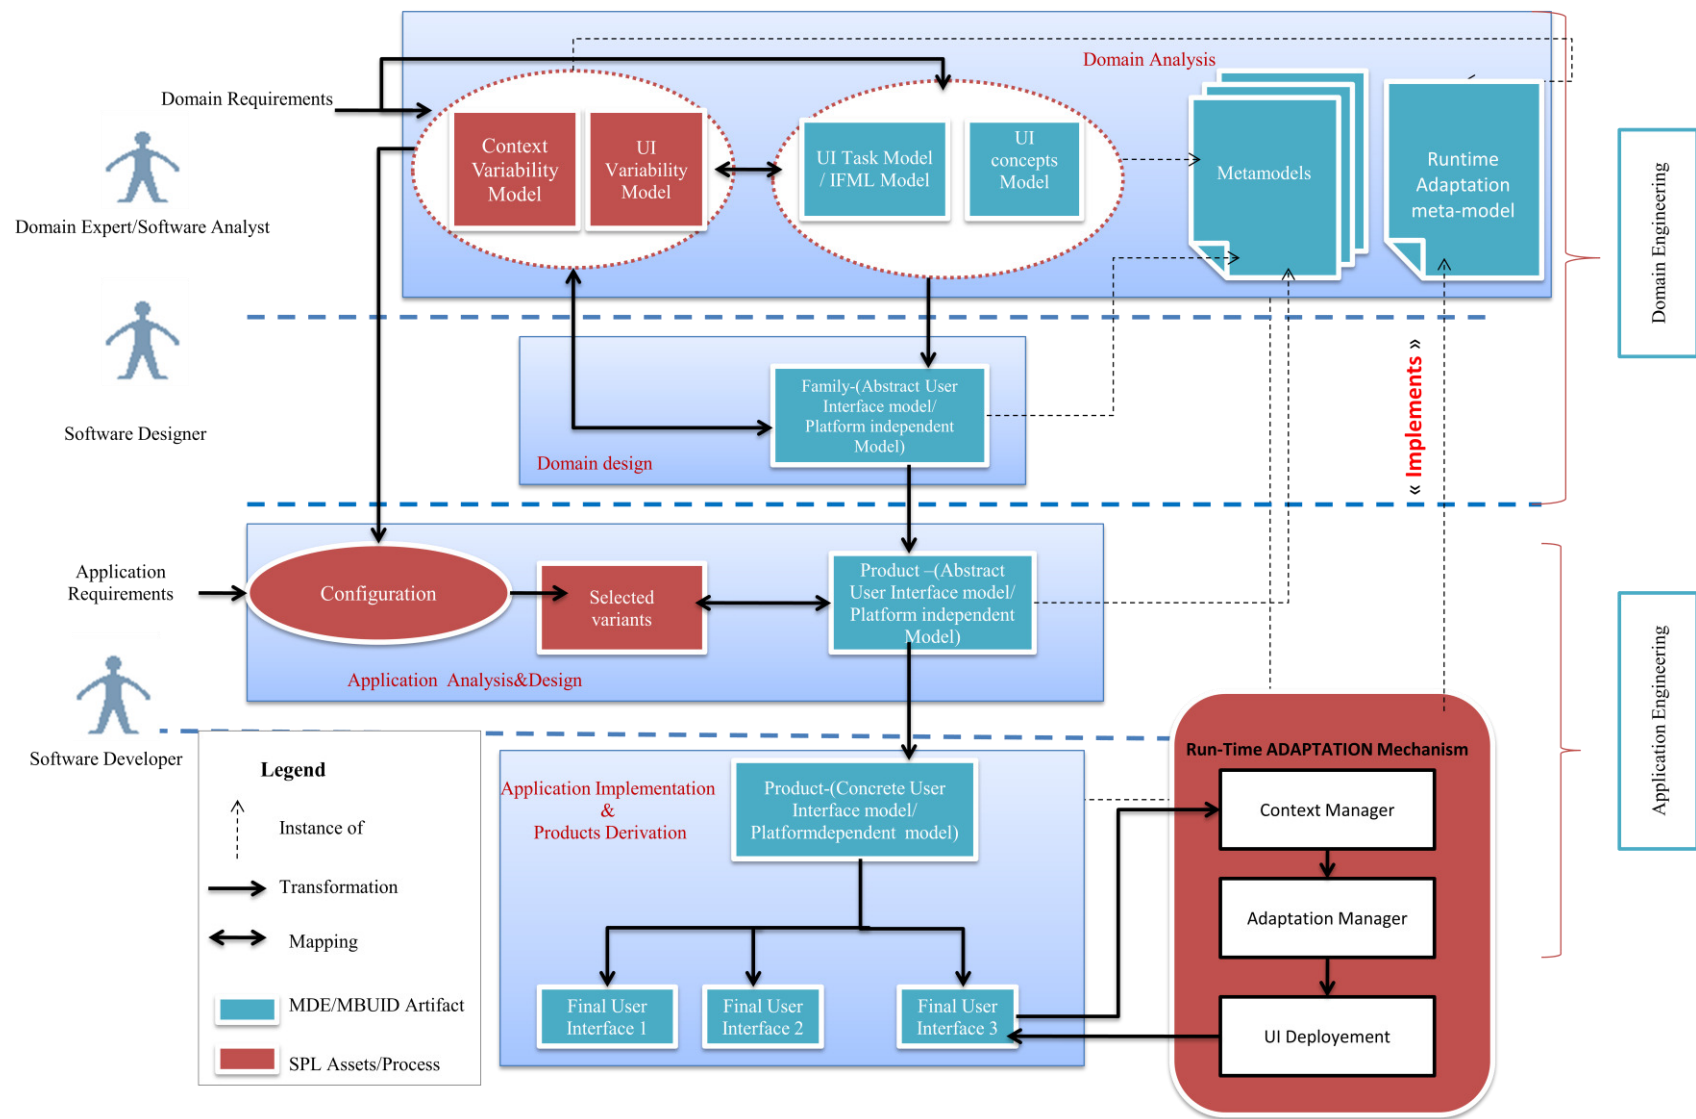 Domain Analysis
Domain Requirements
Context
Variability
Model
UI
Variability
Model
UI Task Model
/ IFML Model
UI
concepts
Model
Metamodels
Runtime
Adaptation
meta-model
Domain Engineering
Domain Expert/Software Analyst
Software Designer
Family-(Abstract User
Interface model/
Platform independent
Model)
Domain design
« Implements »
Application
Requirements
Configuration
Selected
variants
Product –(Abstract
User Interface model/
Platform independent
Model)
Application Analysis&Design
Application Engineering
Software Developer
Legend
Instance of
Transformation
Mapping
MDE/MBUID Artifact
SPL Assets/Process
Application Implementation
&
Products Derivation
Product-(Concrete User
Interface model/
Platformdependent model)
Final User
Interface 1
Final User
Interface 2
Final User
Interface 3
Run-Time ADAPTATION Mechanism
Context Manager
Adaptation Manager
UI Deployement